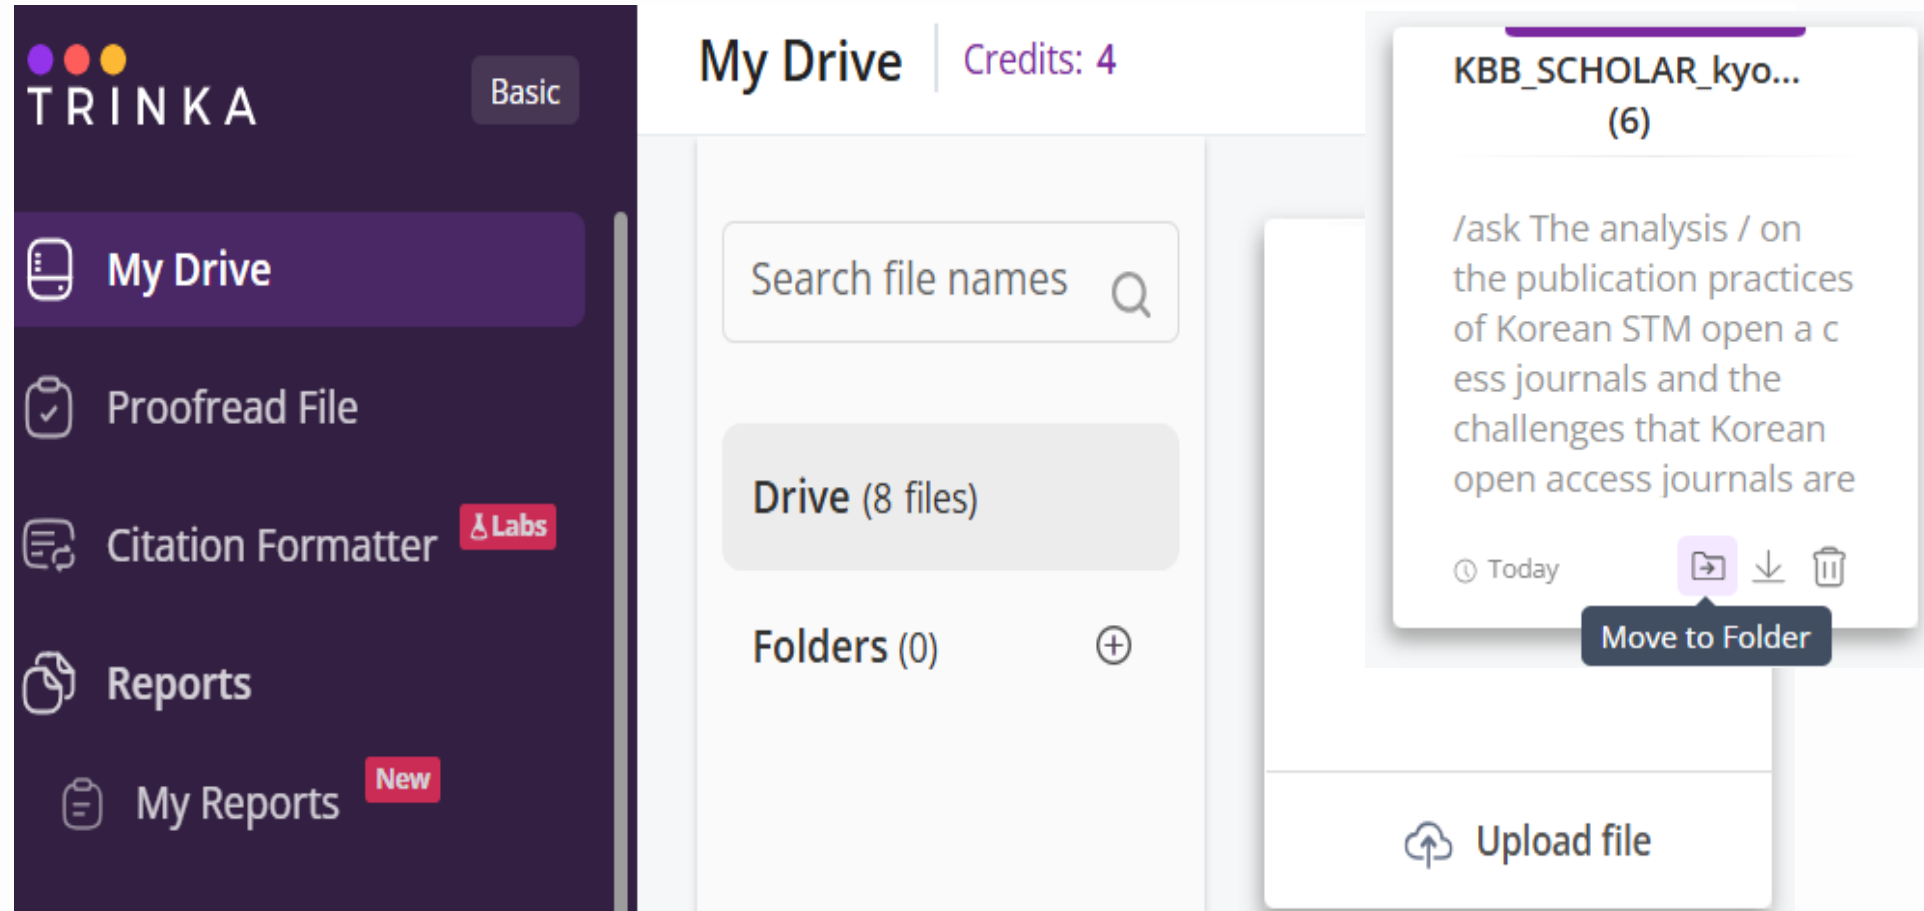 TRINKA
Basic
My Drive
Proofread File
Citation Formatter
Labs
Reports
My Reports
New
My Drive
Credits: 4
Search file names
Drive (8 files)
Folders (0)
Upload file
KBB_SCHOLAR_kyo...
(6)
/ask The analysis / on
the publication practices
of Korean STM open a c
ess journals and the
challenges that Korean
open access journals are
Today
Move to Folder